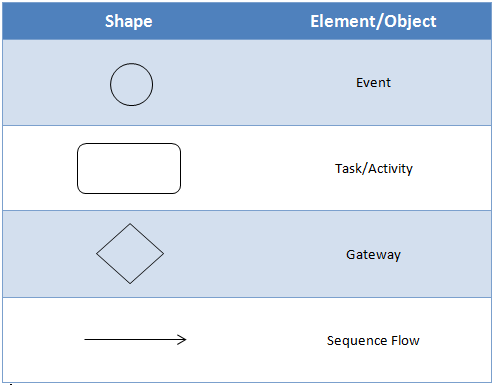 Shape Element/Object
Event
Task/Activity
Gateway
Sequence Flow